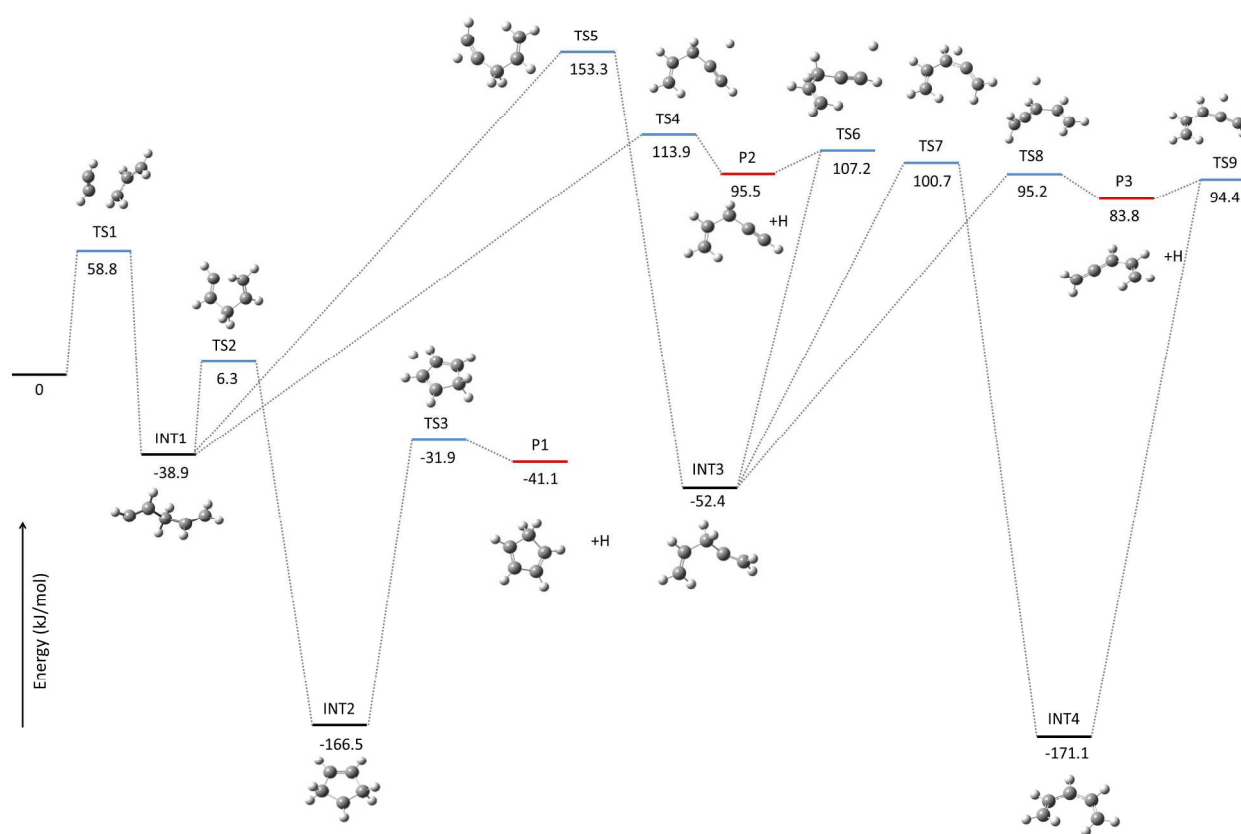 TS5
153.3
TS4
113.9
TS6
107.2
P2
95.5
+H
TS7
100.7
TS8
95.2
P3
83.8
+H
TS9
94.4
TS1
58.8
0
TS2
6.3
INT1
-38.9
TS3
-31.9
P1
-41.1
+H
INT3
-52.4
INT2
-166.5
INT4
-171.1
Energy (kJ/mol)